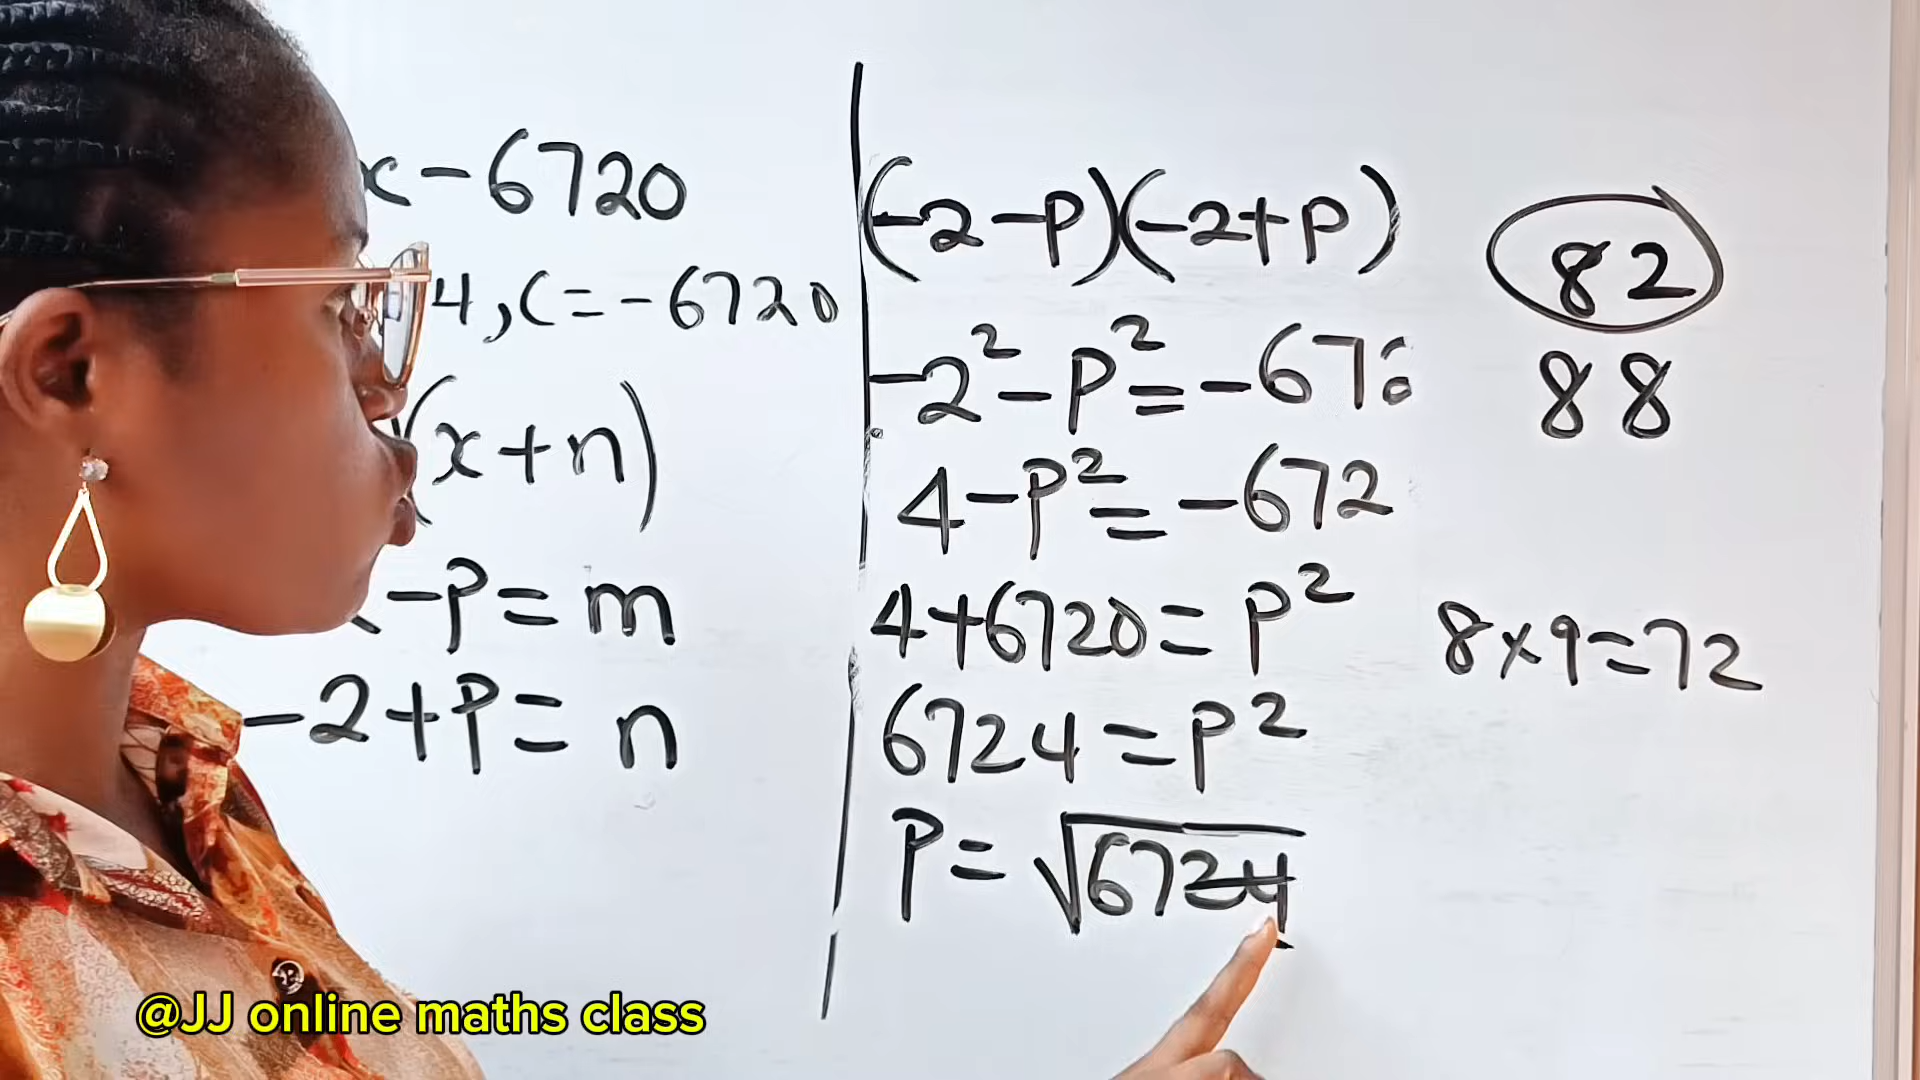 x-6720
4,C=-6720
(x+n)
-P=m
-2+P=n
(-2-P)(-2+P)
-2²-P²=-67
4-P²=-672
4+6720=P²
6724=P²
P=√6724
82
88
8×9=72
@JJ online maths class